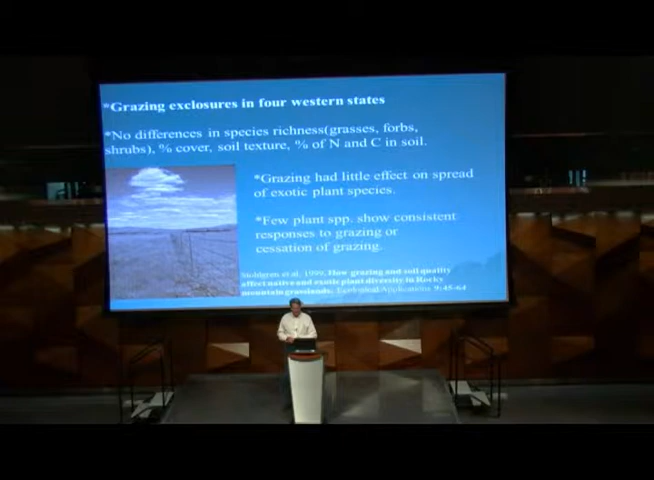 *Grazing exclosures in four western states
*No differences in species richness(grasses, forbs,
shrubs), % cover, soil texture, % of N and C in soil.
*Grazing had little effect on spread
of exotic plant species.
*Few plant spp. show consistent
responses to grazing or
cessation of grazing.
Stohlgren et al. 1999. How grazing and soil quality
affect native and exotic plant diversity in Rocky
mountain grasslands. Ecological Applications 9:45-64